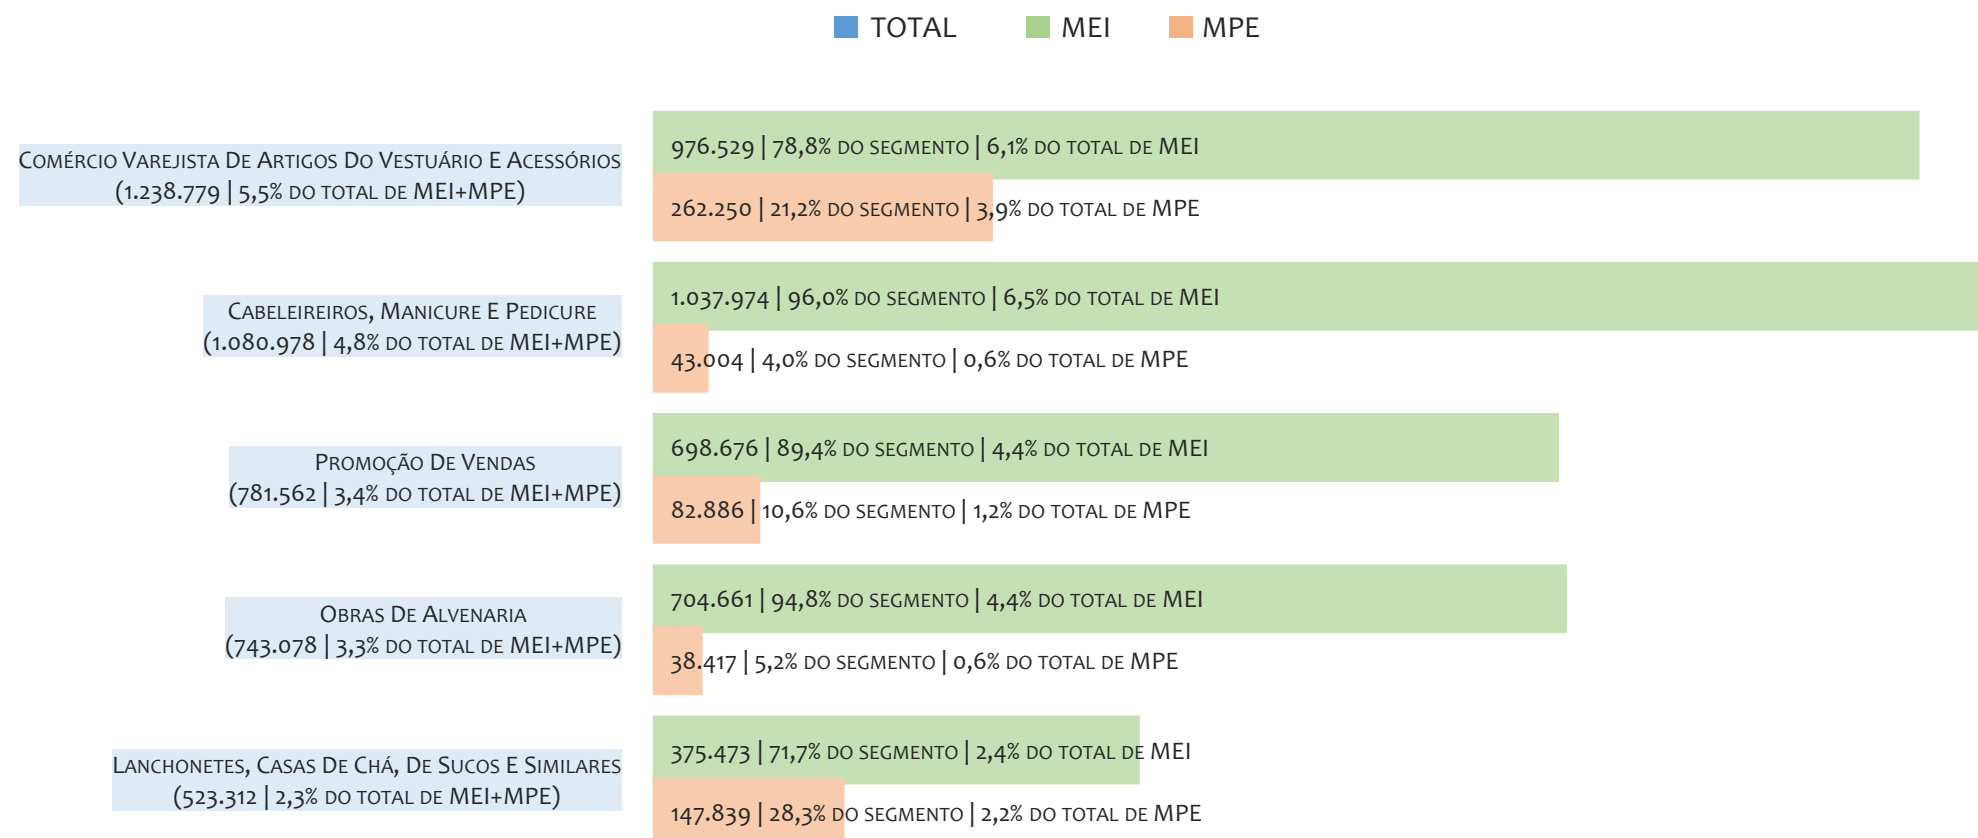 TOTAL MEI MPE
Comércio Varejista De Artigos Do Vestuário E Acessórios
(1.238.779 | 5,5% do total de MEI+MPE)
976.529 | 78,8% do segmento | 6,1% do total de MEI
262.250 | 21,2% do segmento | 3,9% do total de MPE
Cabeleireiros, Manicure E Pedicure
(1.080.978 | 4,8% do total de MEI+MPE)
1.037.974 | 96,0% do segmento | 6,5% do total de MEI
43.004 | 4,0% do segmento | 0,6% do total de MPE
Promoção De Vendas
(781.562 | 3,4% do total de MEI+MPE)
698.676 | 89,4% do segmento | 4,4% do total de MEI
82.886 | 10,6% do segmento | 1,2% do total de MPE
Obras De Alvenaria
(743.078 | 3,3% do total de MEI+MPE)
704.661 | 94,8% do segmento | 4,4% do total de MEI
38.417 | 5,2% do segmento | 0,6% do total de MPE
Lanchonetes, Casas De Chá, De Sucos E Similares
(523.312 | 2,3% do total de MEI+MPE)
375.473 | 71,7% do segmento | 2,4% do total de MEI
147.839 | 28,3% do segmento | 2,2% do total de MPE